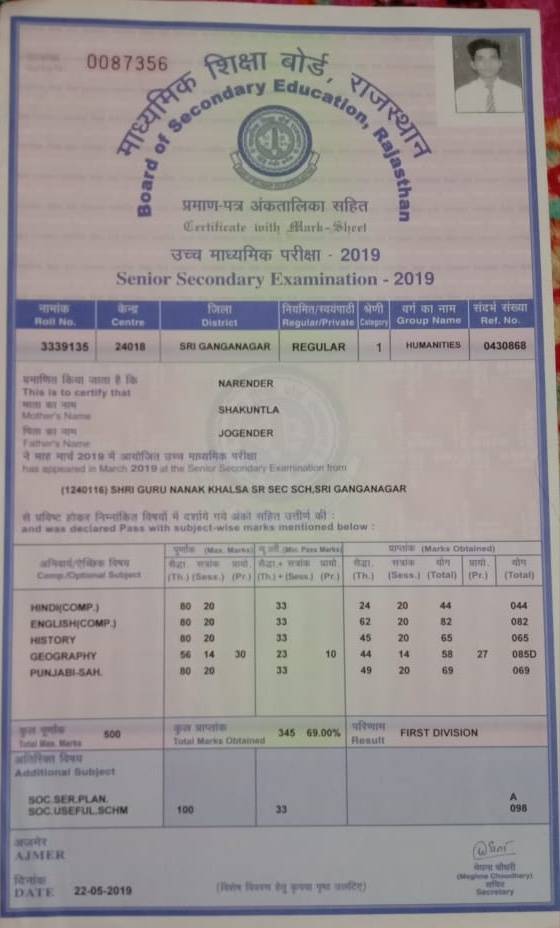 0087356
माध्यमिक शिक्षा बोर्ड, राजस्थान
Board of Secondary Education, Rajasthan
प्रमाण-पत्र अंकतालिका सहित
Certificate with Mark-Sheet
उच्च माध्यमिक परीक्षा - 2019
Senior Secondary Examination - 2019
नामांक केन्द्र जिला नियमित/स्वयंपाठी श्रेणी वर्ग का नाम संदर्भ संख्या
Roll No. Centre District Regular/Private Category Group Name Ref. No.
3339135 24018 SRI GANGANAGAR REGULAR 1 HUMANITIES 0430868
प्रमाणित किया जाता है कि
This is to certify that NARENDER
माता का नाम
Mother's Name SHAKUNTLA
पिता का नाम
Father's Name JOGENDER
ने माह मार्च 2019 में आयोजित उच्च माध्यमिक परीक्षा
has appeared in March 2019 at the Senior Secondary Examination from
(1240116) SHRI GURU NANAK KHALSA SR SEC SCH,SRI GANGANAGAR
से प्रविष्ट होकर निम्नांकित विषयों में दर्शाये गये अंकों सहित उत्तीर्ण की :
and was declared Pass with subject-wise marks mentioned below :
पूर्णांक (Max. Marks) (Min. Pass Marks) प्राप्तांक (Marks Obtained)
अनिवार्य/ऐच्छिक विषय सैद्धा. सत्रांक प्रायो. सैद्धा + सत्रांक प्रायो. सैद्धा. सत्रांक योग प्रायो. योग
Comp./Optional Subject (Th.) (Sess.) (Pr.) (Th.) + (Sess.) (Pr.) (Th.) (Sess.) (Total) (Pr.) (Total)
HINDI(COMP.) 80 20 33 24 20 44 044
ENGLISH(COMP.) 80 20 33 62 20 82 082
HISTORY 80 20 33 45 20 65 065
GEOGRAPHY 56 14 30 23 10 44 14 58 27 085D
PUNJABI-SAH. 80 20 33 49 20 69 069
कुल पूर्णांक कुल प्राप्तांक परिणाम
Total Max. Marks 500 Total Marks Obtained 345 69.00% Result FIRST DIVISION
अतिरिक्त विषय
Additional Subject
SOC.SER.PLAN. A
SOC.USEFUL.SCHM 100 33 098
अजमेर
AJMER
दिनांक
DATE 22-05-2019
(विशेष विवरण हेतु कृपया पृष्ठ उलटिए)
मेघना चौधरी
(Meghna Choudhary)
सचिव
Secretary